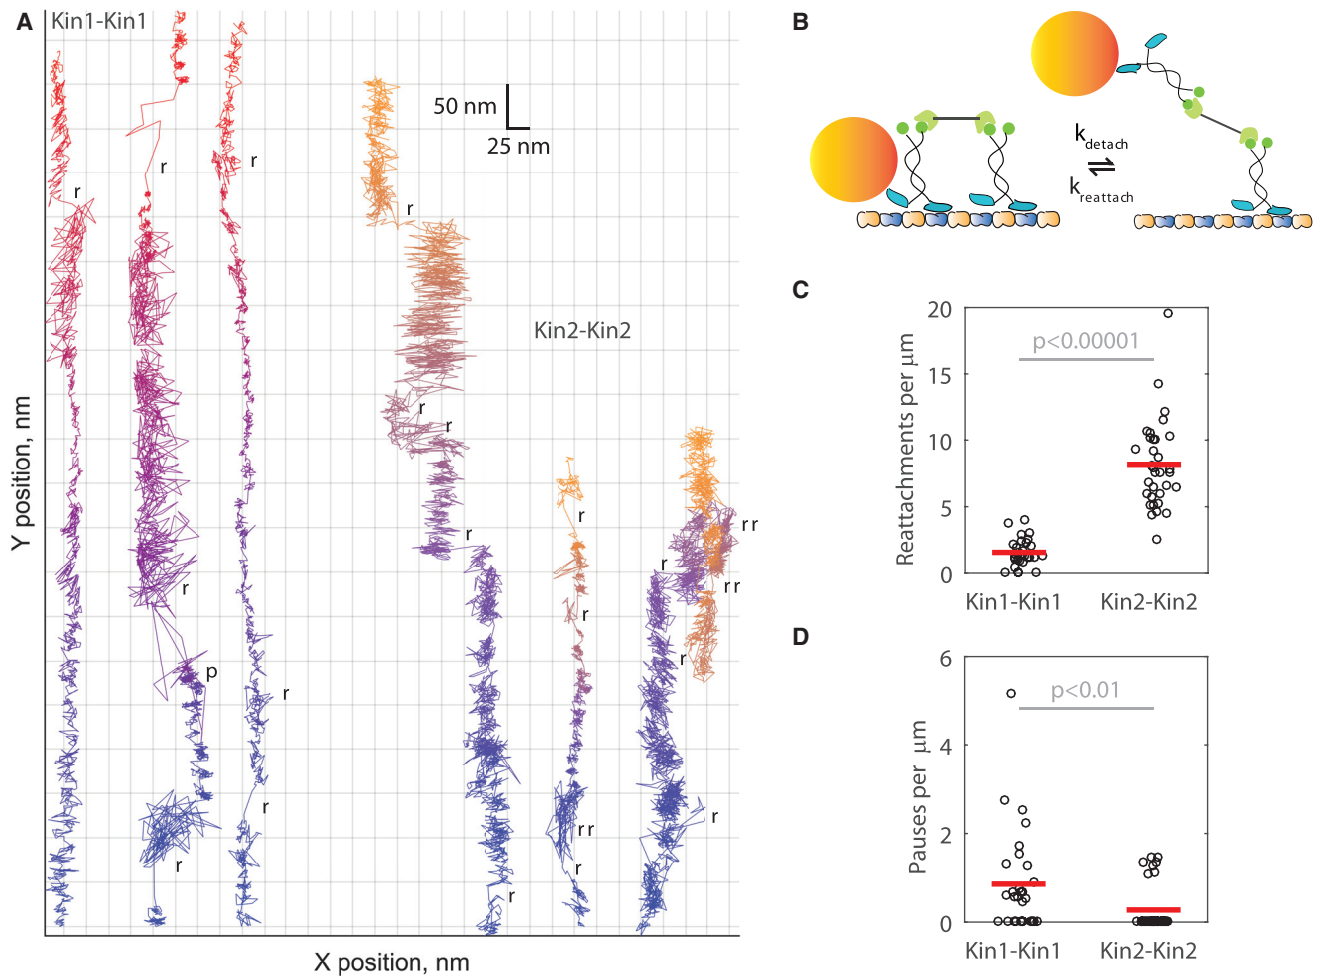 A
Kin1-Kin1
r
r
r
r
p
r
r
r
50 nm
25 nm
Kin2-Kin2
r
r
r
r
r
r
r
r r
r
r r
r r
r
r
r
Y position, nm
X position, nm
B
kdetach
⇌
kreattach
C
Reattachments per μm
20
15
10
5
0
p<0.00001
Kin1-Kin1 Kin2-Kin2
D
Pauses per μm
6
4
2
0
p<0.01
Kin1-Kin1 Kin2-Kin2